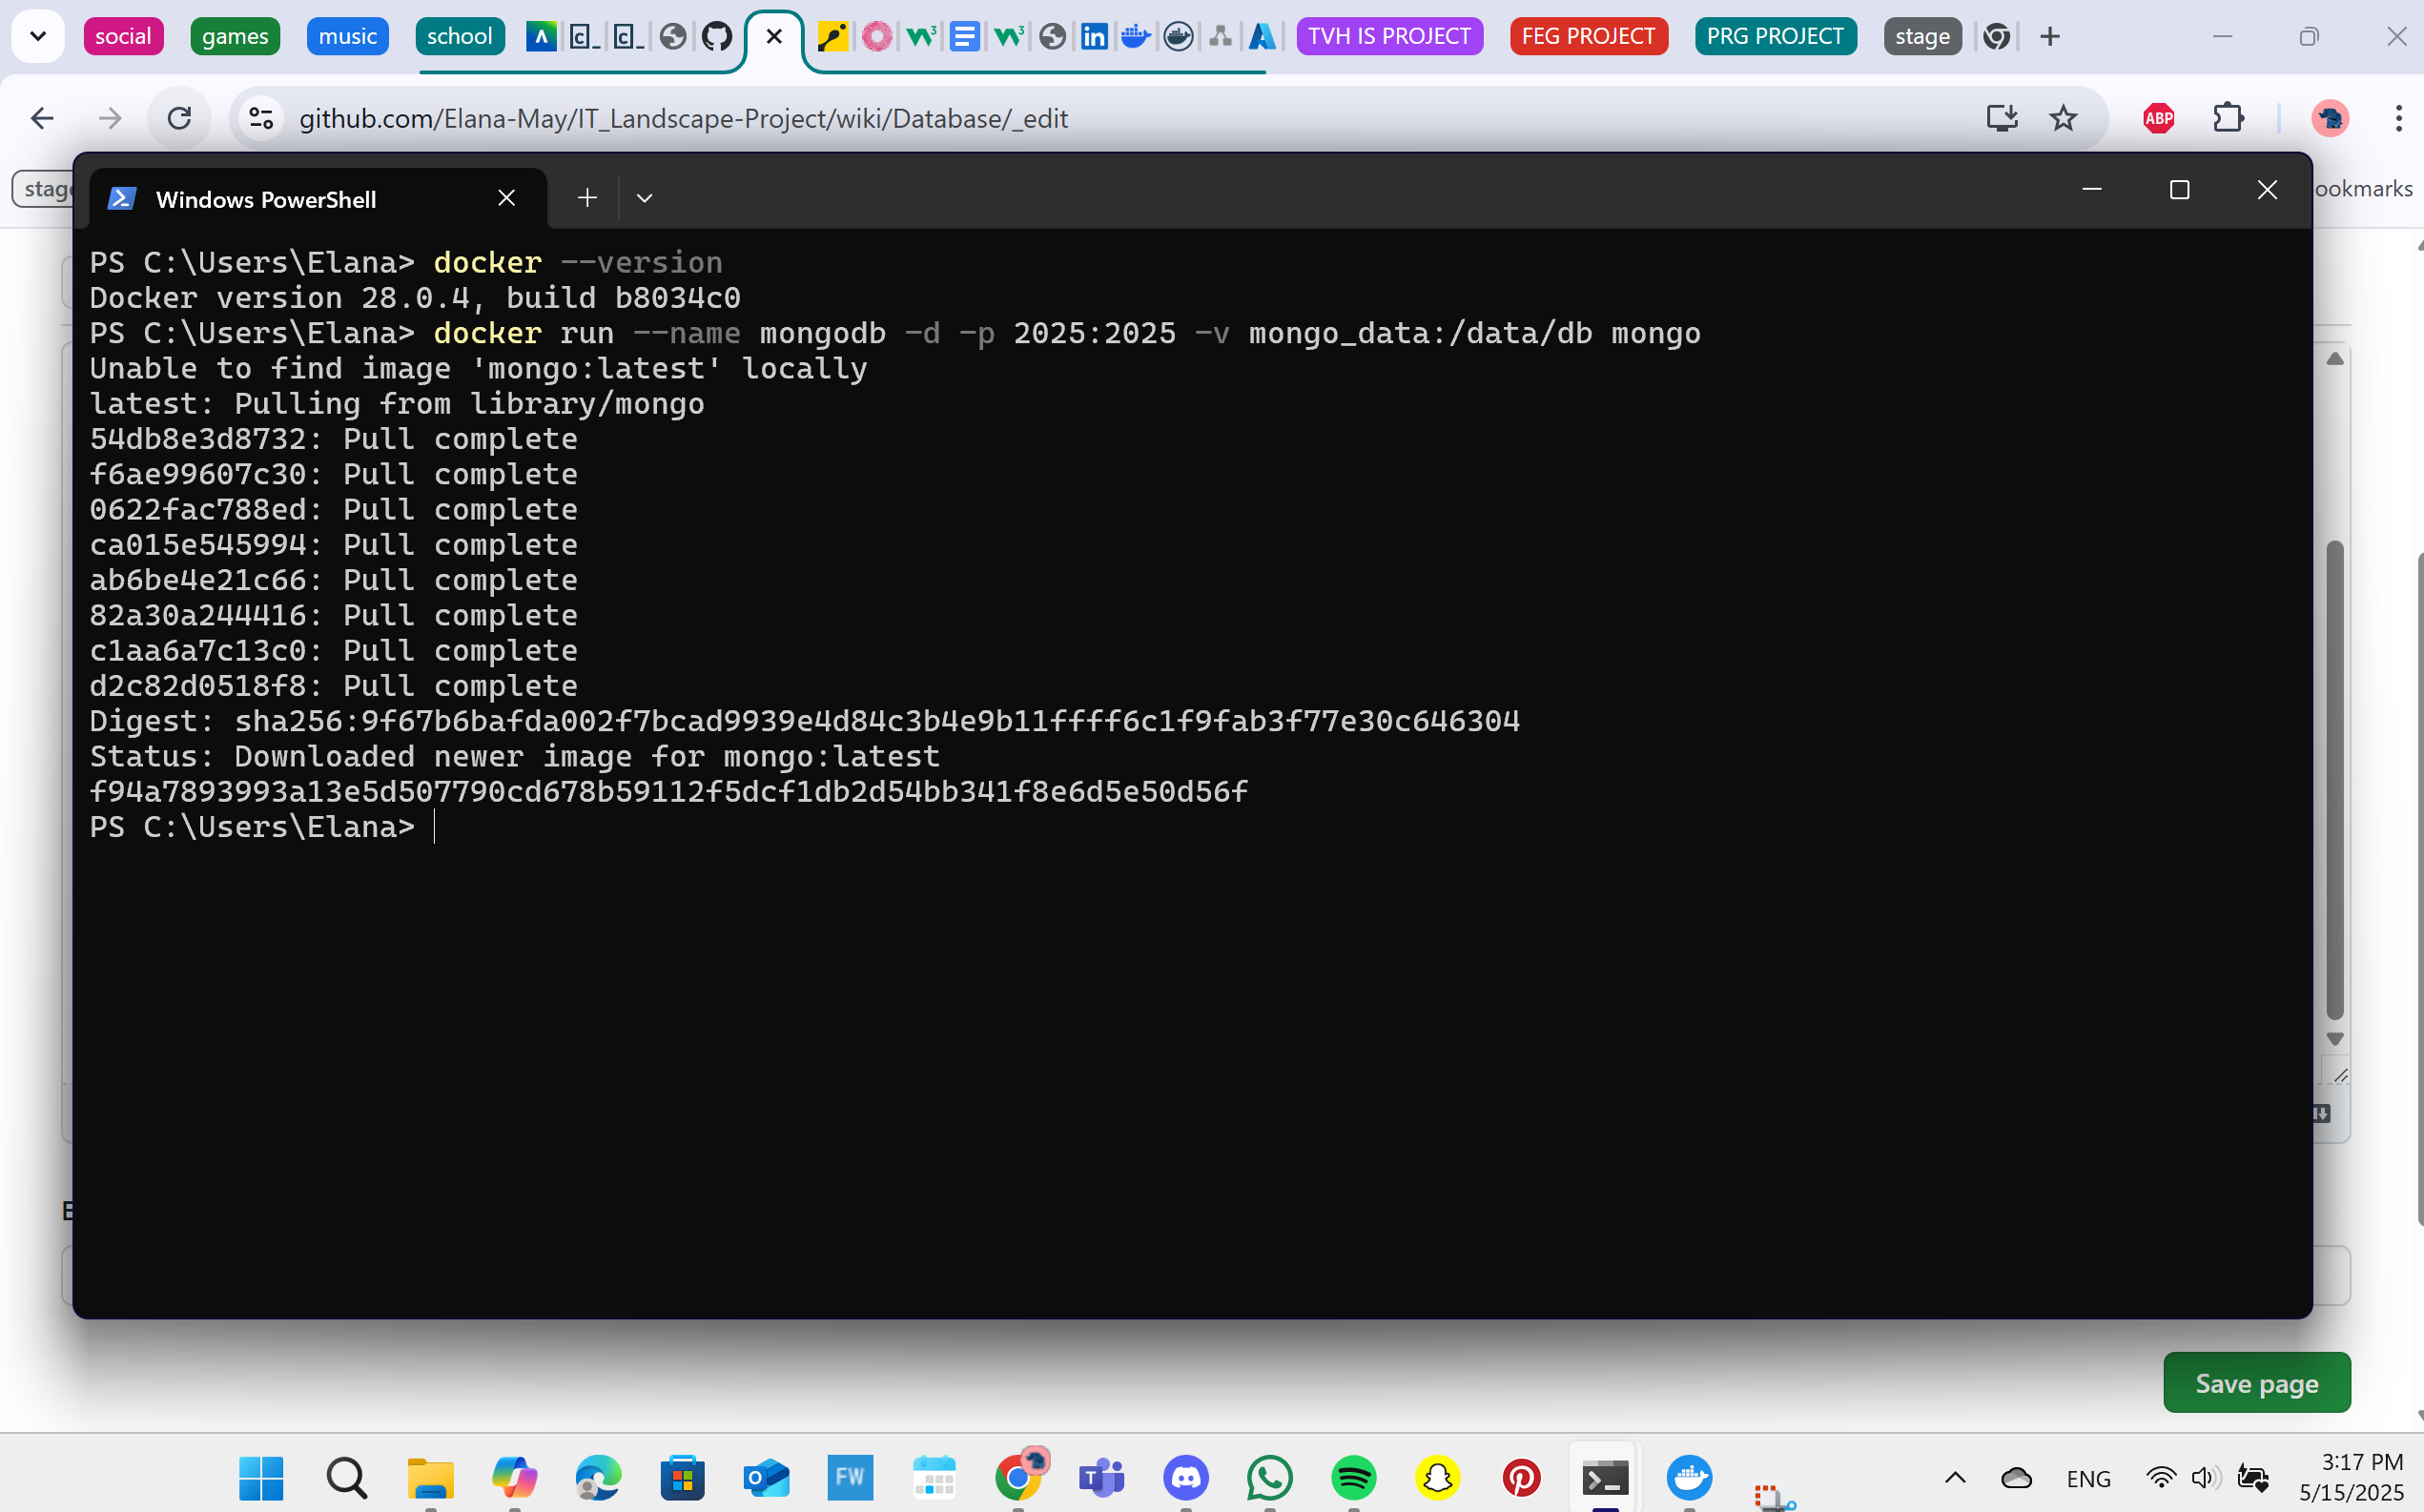 social games music school TVH IS PROJECT FEG PROJECT PRG PROJECT stage
github.com/Elana-May/IT_Landscape-Project/wiki/Database/_edit
ABP
Windows PowerShell
PS C:\Users\Elana> docker --version
Docker version 28.0.4, build b8034c0
PS C:\Users\Elana> docker run --name mongodb -d -p 2025:2025 -v mongo_data:/data/db mongo
Unable to find image 'mongo:latest' locally
latest: Pulling from library/mongo
54db8e3d8732: Pull complete
f6ae99607c30: Pull complete
0622fac788ed: Pull complete
ca015e545994: Pull complete
ab6be4e21c66: Pull complete
82a30a244416: Pull complete
c1aa6a7c13c0: Pull complete
d2c82d0518f8: Pull complete
Digest: sha256:9f67b6bafda002f7bcad9939e4d84c3b4e9b11ffff6c1f9fab3f77e30c646304
Status: Downloaded newer image for mongo:latest
f94a7893993a13e5d507790cd678b59112f5dcf1db2d54bb341f8e6d5e50d56f
PS C:\Users\Elana>
Save page
FW
ENG
3:17 PM
5/15/2025